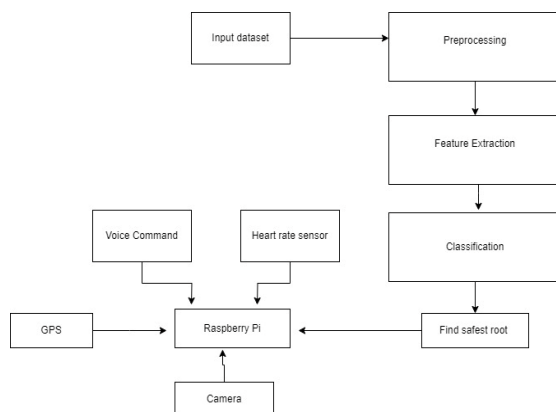 Input dataset
Preprocessing
Feature Extraction
Voice Command
Heart rate sensor
Classification
GPS
Raspberry Pi
Find safest root
Camera